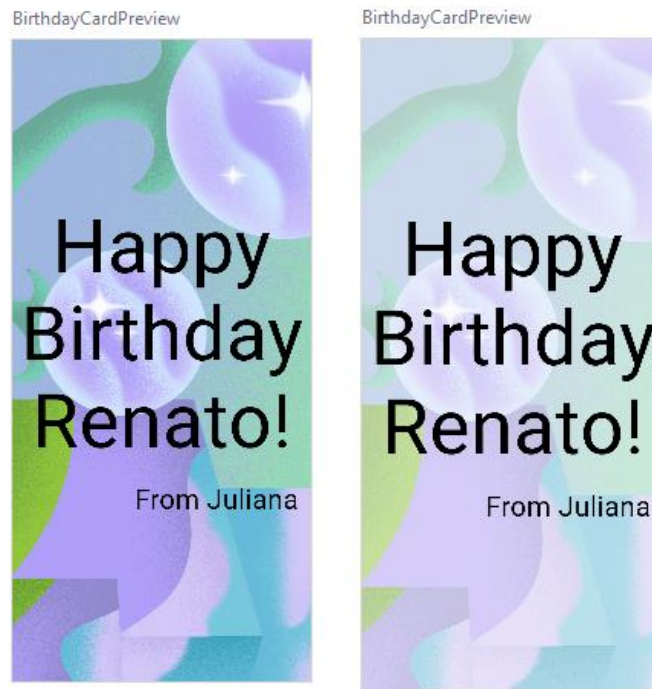 BirthdayCardPreview
Happy
Birthday
Renato!
From Juliana
BirthdayCardPreview
Happy
Birthday
Renato!
From Juliana